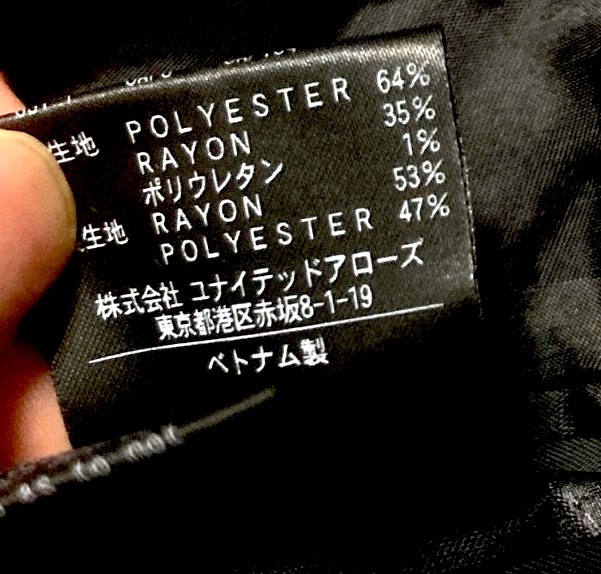 生地 POLYESTER 64%
RAYON 35%
ポリウレタン 1%
生地 RAYON 53%
POLYESTER 47%
株式会社 ユナイテッドアローズ
東京都港区赤坂8-1-19
ベトナム製